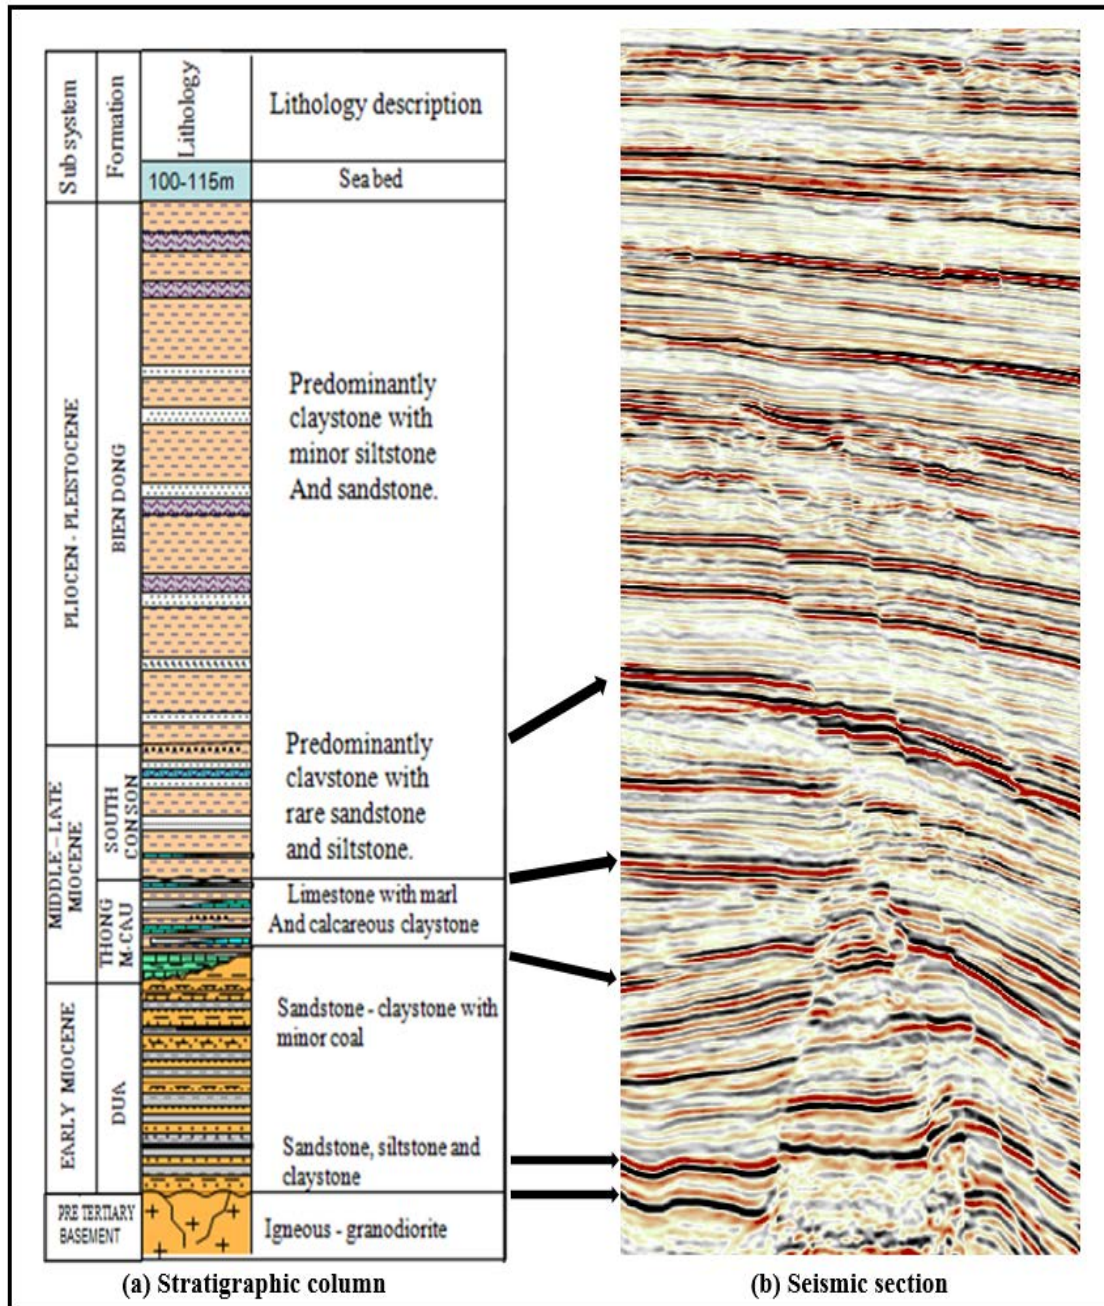 Sub system
Formation
Lithology
Lithology description
100-115m
Sea bed
PLIOCEN - PLEISTOCENE
BIEN DONG
Predominantly
claystone with
minor siltstone
And sandstone.
MIDDLE – LATE
MIOCENE
SOUTH
CON SON
Predominantly
claystone with
rare sandstone
and siltstone.
THONG
M-CAU
Limestone with marl
And calcareous claystone
EARLY MIOCENE
DUA
Sandstone - claystone with
minor coal
Sandstone, siltstone and
claystone
PRE TERTIARY
BASEMENT
Igneous - granodiorite
(a) Stratigraphic column
(b) Seismic section